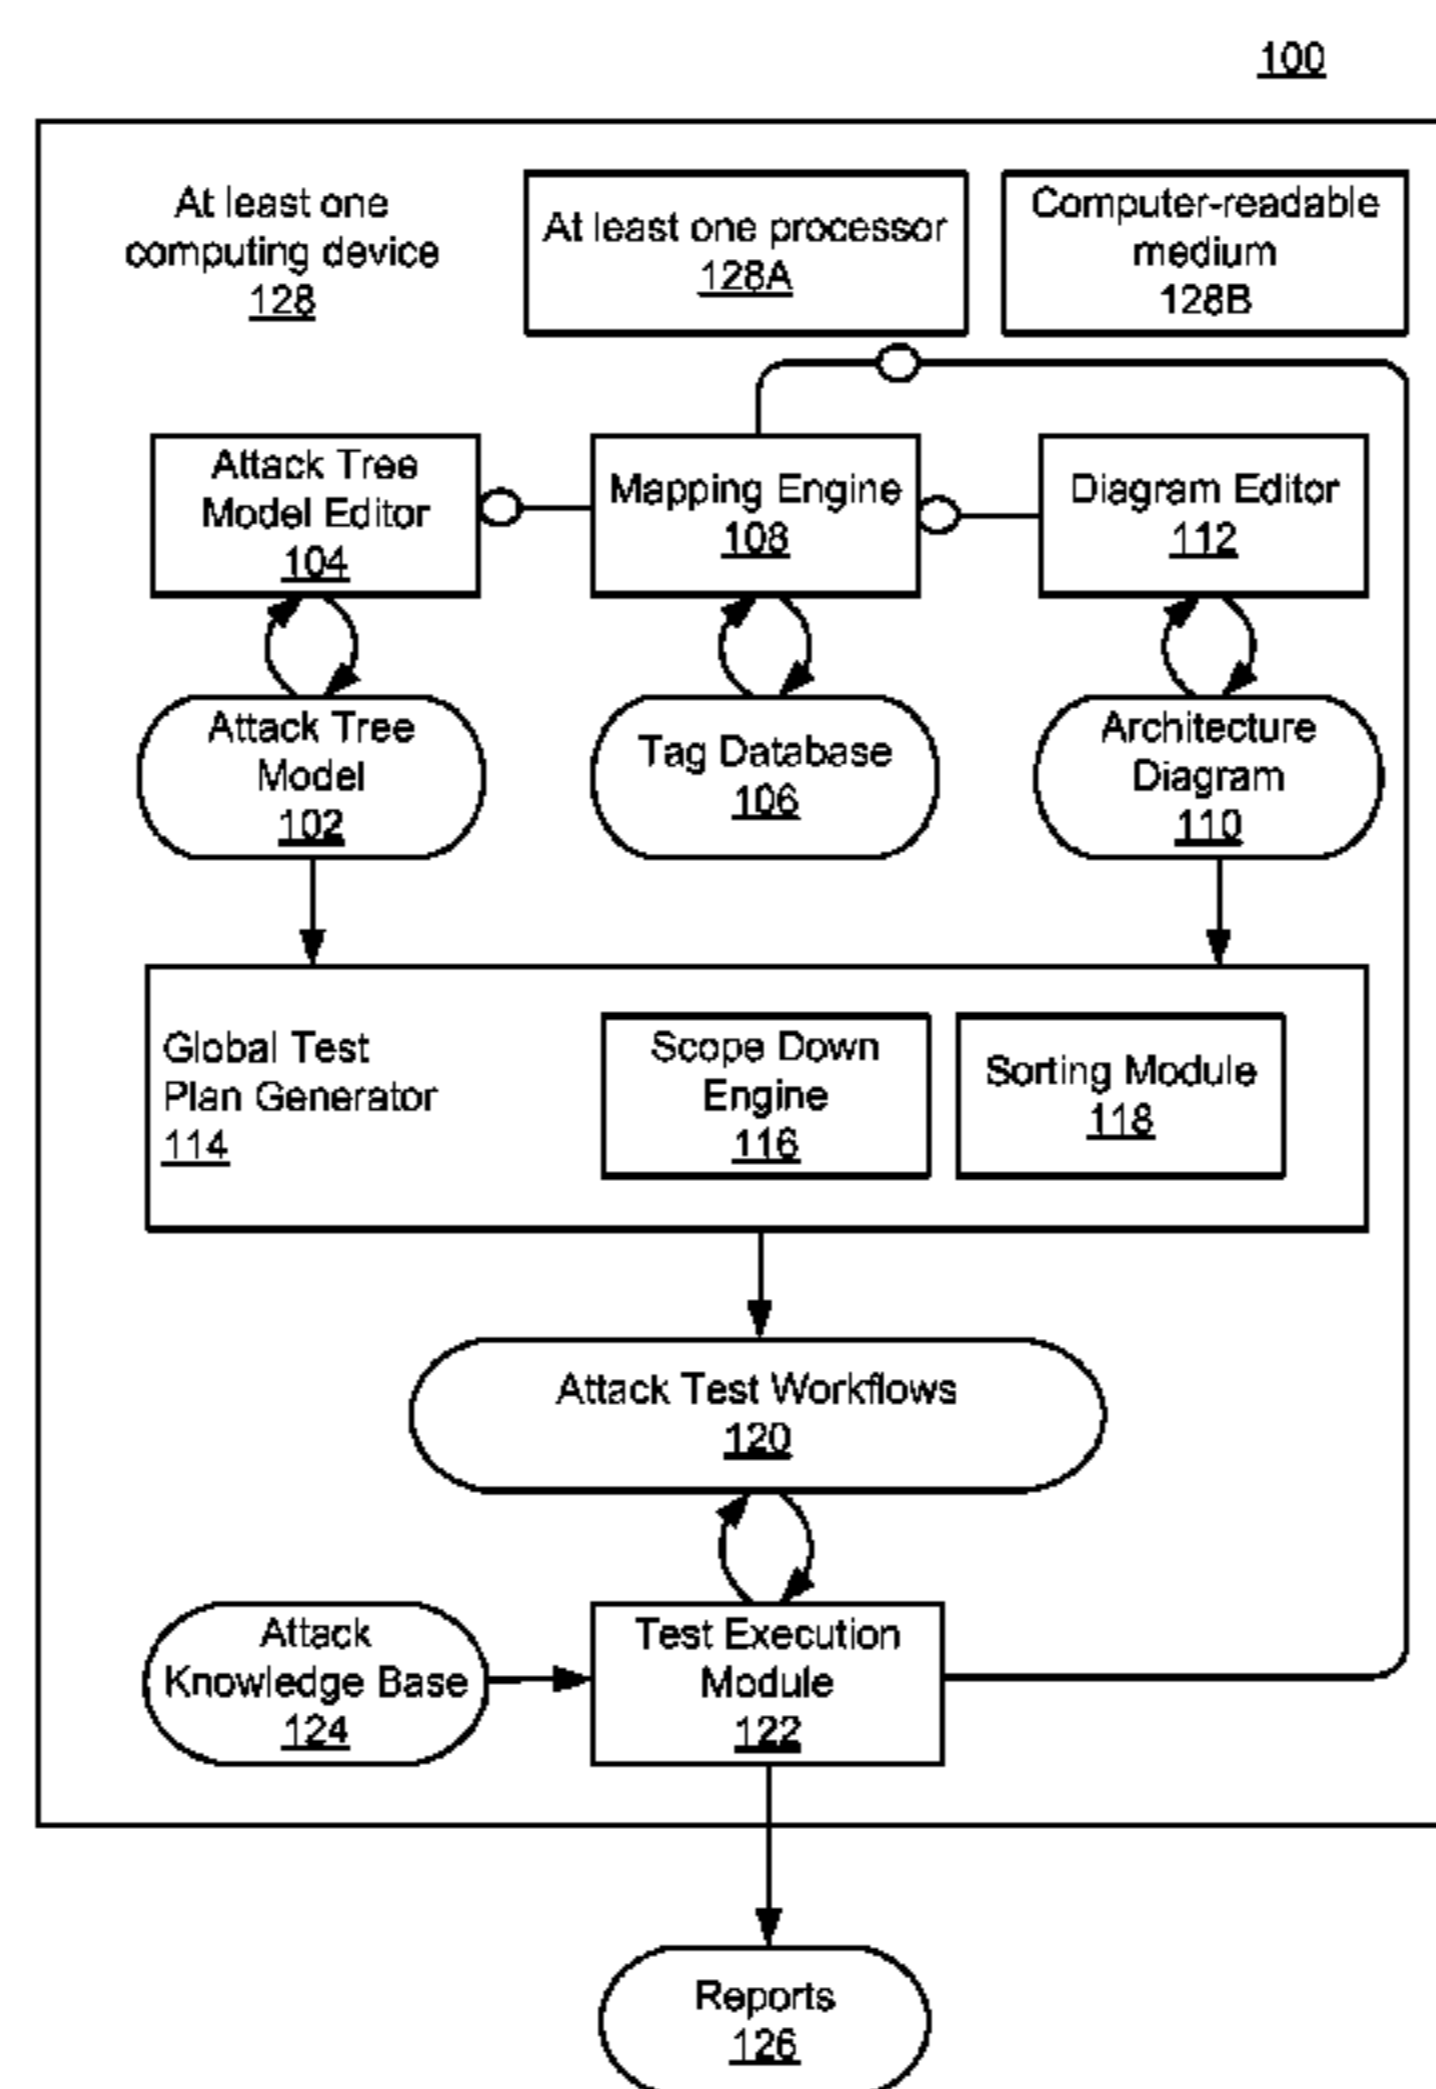 100
At least one
computing device
128
At least one processor
128A
Computer-readable
medium
128B
Attack Tree
Model Editor
104
Mapping Engine
108
Diagram Editor
112
Attack Tree
Model
102
Tag Database
106
Architecture
Diagram
110
Global Test
Plan Generator
114
Scope Down
Engine
116
Sorting Module
118
Attack Test Workflows
120
Attack
Knowledge Base
124
Test Execution
Module
122
Reports
126